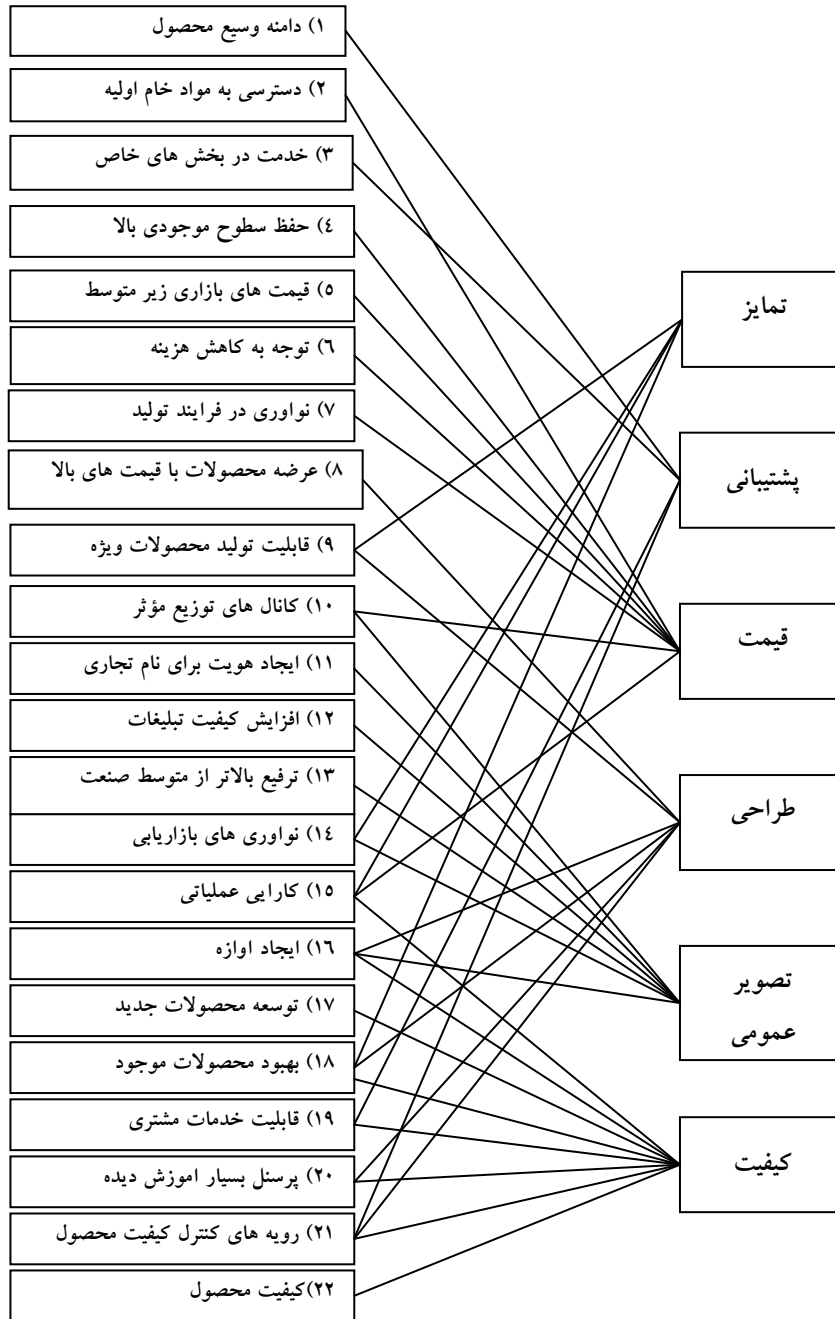 ۱) دامنه وسیع محصول
۲) دسترسی به مواد خام اولیه
۳) خدمت در بخش های خاص
٤) حفظ سطوح موجودی بالا
٥) قیمت های بازاری زیر متوسط
٦) توجه به کاهش هزینه
۷) نواوری در فرایند تولید
۸) عرضه محصولات با قیمت های بالا
۹) قابلیت تولید محصولات ویژه
۱۰) کانال های توزیع مؤثر
۱۱) ایجاد هویت برای نام تجاری
۱۲) افزایش کیفیت تبلیغات
۱۳) ترفیع بالاتر از متوسط صنعت
۱٤) نواوری های بازاریابی
۱٥) کارایی عملیاتی
۱٦) ایجاد اوازه
۱۷) توسعه محصولات جدید
۱۸) بهبود محصولات موجود
۱۹) قابلیت خدمات مشتری
۲۰) پرسنل بسیار اموزش دیده
۲۱) رویه های کنترل کیفیت محصول
۲۲)کیفیت محصول
تمایز
پشتیبانی
قیمت
طراحی
تصویر
عمومی
کیفیت